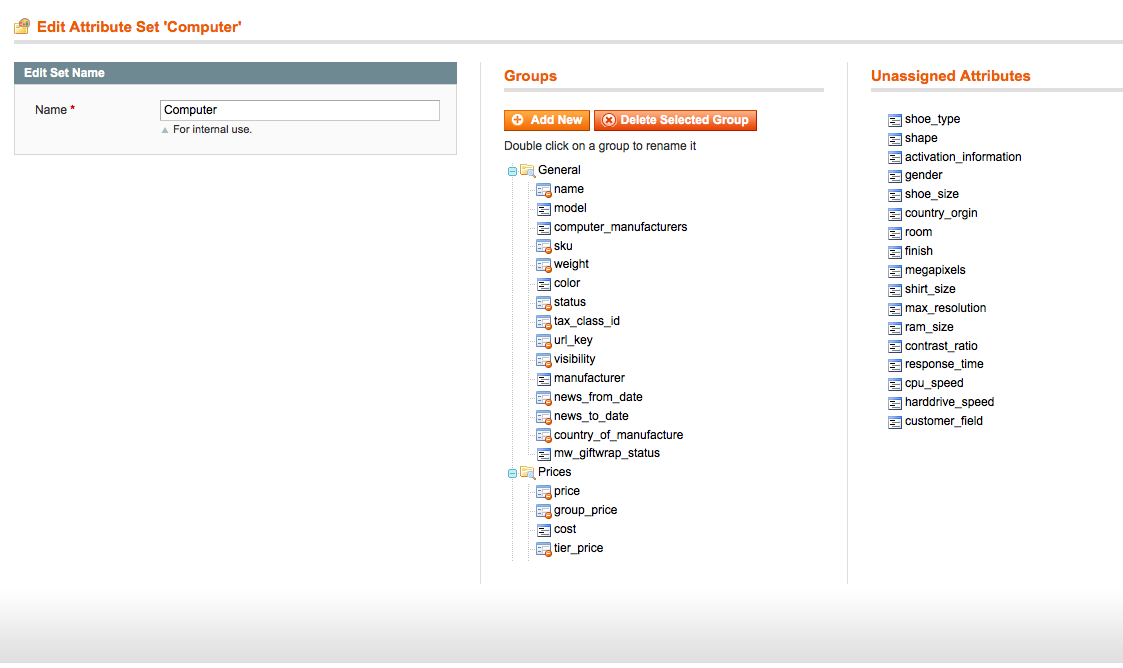 Edit Attribute Set 'Computer'
Edit Set Name
Name *
Computer
For internal use.
Groups
Add New
Delete Selected Group
Double click on a group to rename it
General
name
model
computer_manufacturers
sku
weight
color
status
tax_class_id
url_key
visibility
manufacturer
news_from_date
news_to_date
country_of_manufacture
mw_giftwrap_status
Prices
price
group_price
cost
tier_price
Unassigned Attributes
shoe_type
shape
activation_information
gender
shoe_size
country_orgin
room
finish
megapixels
shirt_size
max_resolution
ram_size
contrast_ratio
response_time
cpu_speed
harddrive_speed
customer_field